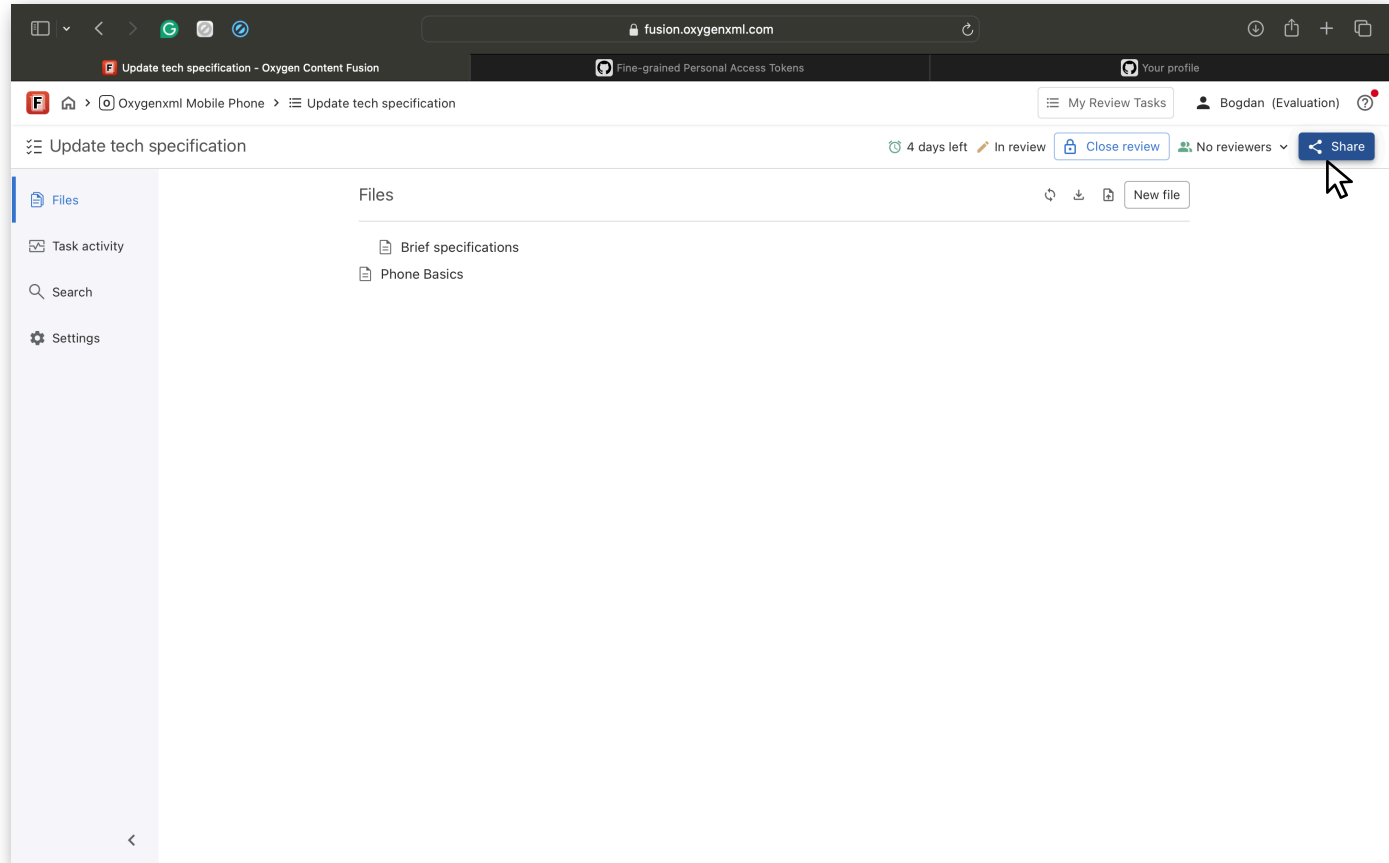 fusion.oxygenxml.com
Update tech specification - Oxygen Content Fusion
Fine-grained Personal Access Tokens
Your profile
F
Oxygenxml Mobile Phone > Update tech specification
My Review Tasks
Bogdan (Evaluation)
Update tech specification
4 days left
In review
Close review
No reviewers
Share
Files
Task activity
Search
Settings
Files
New file
Brief specifications
Phone Basics